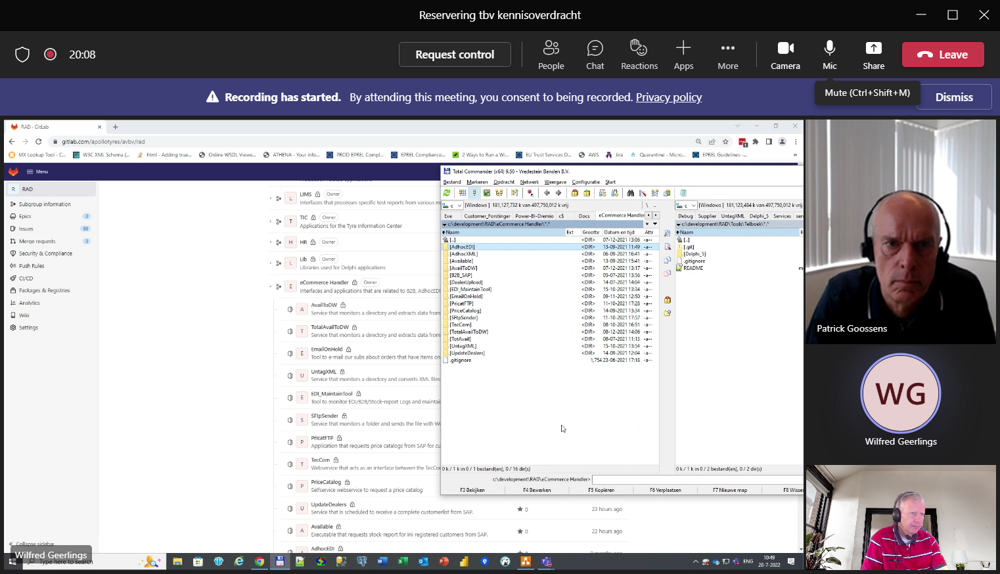 Reservering tbv kennisoverdracht
20:08
Request control
People
Chat
Reactions
Apps
More
Camera
Mic
Share
Leave
Recording has started. By attending this meeting, you consent to being recorded. Privacy policy
Mute (Ctrl+Shift+M)
Dismiss
RAD · GitLab
gitlab.com/apollotyres/avbv/rad
MX Lookup Tool - C...
W3C XML Schema (...
html - Adding true...
Online WSDL Viewe...
ATHENA - Your info...
PROD EPREL Compl...
EPREL Compliance...
2 Ways to Run a Wi...
EU Trust Services D...
AWS
Jira
Quarantine - Micro...
EPREL Guidelines -...
Menu
R RAD
Subgroup information
Epics 0
Issues 98
Merge requests 0
Security & Compliance
Push Rules
CI/CD
Packages & Registries
Analytics
Wiki
Settings
Collapse sidebar
L LIMS Owner
Interfaces that processes specific test reports from various m
T TIC Owner
Applications for the Tyre Information Center
H HR Owner
L Lib Owner
Libraries used for Delphi applications
E eCommerce Handler Owner
Interfaces and applications that are related to B2B, AdhocEDI
A AvailToDW
Service that monitors a directory and extracts data from
T TotalAvailToDW
Service that monitors a directory and extracts data from
E EmailOnHold
Tool to e-mail our subs about orders that have items on
U UntagXML
Service that monitors a directory and converts XML files
E EDI_MaintainTool
Tool to monitor EDI/B2B/Stock-report Logs and maintai
S SFtpSender
Service that monitors a folder and sends the file with Wi
P PricatFTP
Application that requests price catalogs from SAP for cu
T TecCom
Webservice that acts as an interface between the TecCo
P PriceCatalog
Selfservice webservice to request a price catalog
U UpdateDealers
Service that is scheduled to receive a complete customerlist from SAP.
0
23 hours ago
A Available
Executable that requests stock-report for ini-registered customers from SAP.
0
22 hours ago
AdhocEDI
Total Commander (x64) 9.50 - Vredestein Banden B.V.
Bestand Markeren Opdracht Netwerk Weergave Configuratie Start
c [Windows ] 181,127,732 k van 497,750,012 k vrij \ ..
Exe Customer_Forstinger Power-BI-Dremio c$ Docs eCommerce Handler
c:\development\RAD\eCommerce Handler\*.*
Naam Ext Grootte Datum en tijd Attr
[..] <DIR> 07-12-2021 13:06 -a--
[AdhocEDI] <DIR> 13-09-2021 11:49 -a--
[AdhocXML] <DIR> 06-09-2021 16:41 -a--
[Available] <DIR> 13-09-2021 15:41 -a--
[AvailToDW] <DIR> 07-12-2021 13:17 -a--
[B2B_SAP] <DIR> 05-07-2021 13:56 -a--
[DealerUpload] <DIR> 14-07-2021 14:04 -a--
[EDI_MaintainTool] <DIR> 15-10-2021 13:34 -a--
[EmailOnHold] <DIR> 09-11-2021 12:50 -a--
[PricatFTP] <DIR> 11-10-2021 17:28 -a--
[PriceCatalog] <DIR> 14-09-2021 13:34 -a--
[SFtpSender] <DIR> 11-10-2021 17:57 -a--
[TecCom] <DIR> 08-10-2021 16:51 -a--
[TotalAvailToDW] <DIR> 08-12-2021 14:06 -a--
[TotAvail] <DIR> 08-07-2021 11:13 -a--
[UntagXML] <DIR> 15-10-2021 13:54 -a--
[UpdateDealers] <DIR> 14-09-2021 12:04 -a--
.gitignore 1,754 23-06-2021 17:18 -a--
0 k / 1 k in 0 / 1 bestand(en), 0 / 16 dir(s)
c [Windows ] 181,123,484 k van 497,750,012 k vrij
Debug Supplier UntagXML Delphi_5 Services sen
c:\development\RAD\Tools\Telboek\*.*
Naam E
[..]
[.git]
[Delphi_5]
.gitignore
README m
0 k / 1 k in 0 / 2 bestand(en), 0 / 2 dir(s)
c:\development\RAD\eCommerce Handler>
F3 Bekijken
F4 Bewerken
F5 Kopiëren
F6 Verplaatsen
F7 Nieuwe map
F8 Wisse
Patrick Goossens
WG
Wilfred Geerlings
Wilfred Geerlings
Type here to search
ENG
10:49
28-7-2022